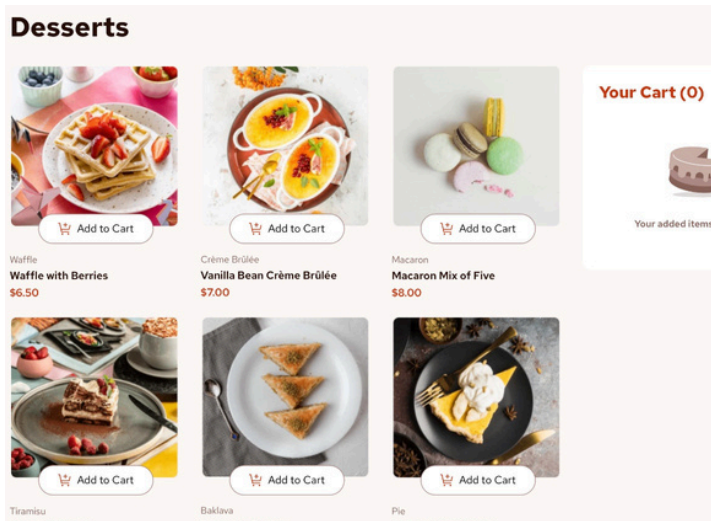 Desserts
Your Cart (0)
Your added items
Add to Cart
Add to Cart
Add to Cart
Waffle
Waffle with Berries
$6.50
Crème Brûlée
Vanilla Bean Crème Brûlée
$7.00
Macaron
Macaron Mix of Five
$8.00
Add to Cart
Add to Cart
Add to Cart
Tiramisu
Baklava
Pie